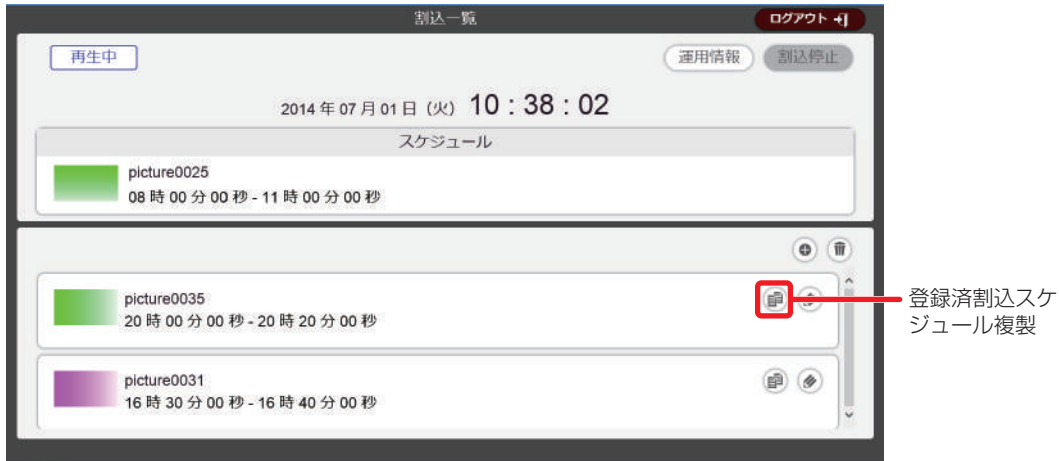 割込一覧
ログアウト
再生中
運用情報
割込停止
2014 年 07 月 01 日 (火) 10 : 38 : 02
スケジュール
picture0025
08 時 00 分 00 秒 - 11 時 00 分 00 秒
picture0035
20 時 00 分 00 秒 - 20 時 20 分 00 秒
登録済割込スケ
ジュール複製
picture0031
16 時 30 分 00 秒 - 16 時 40 分 00 秒